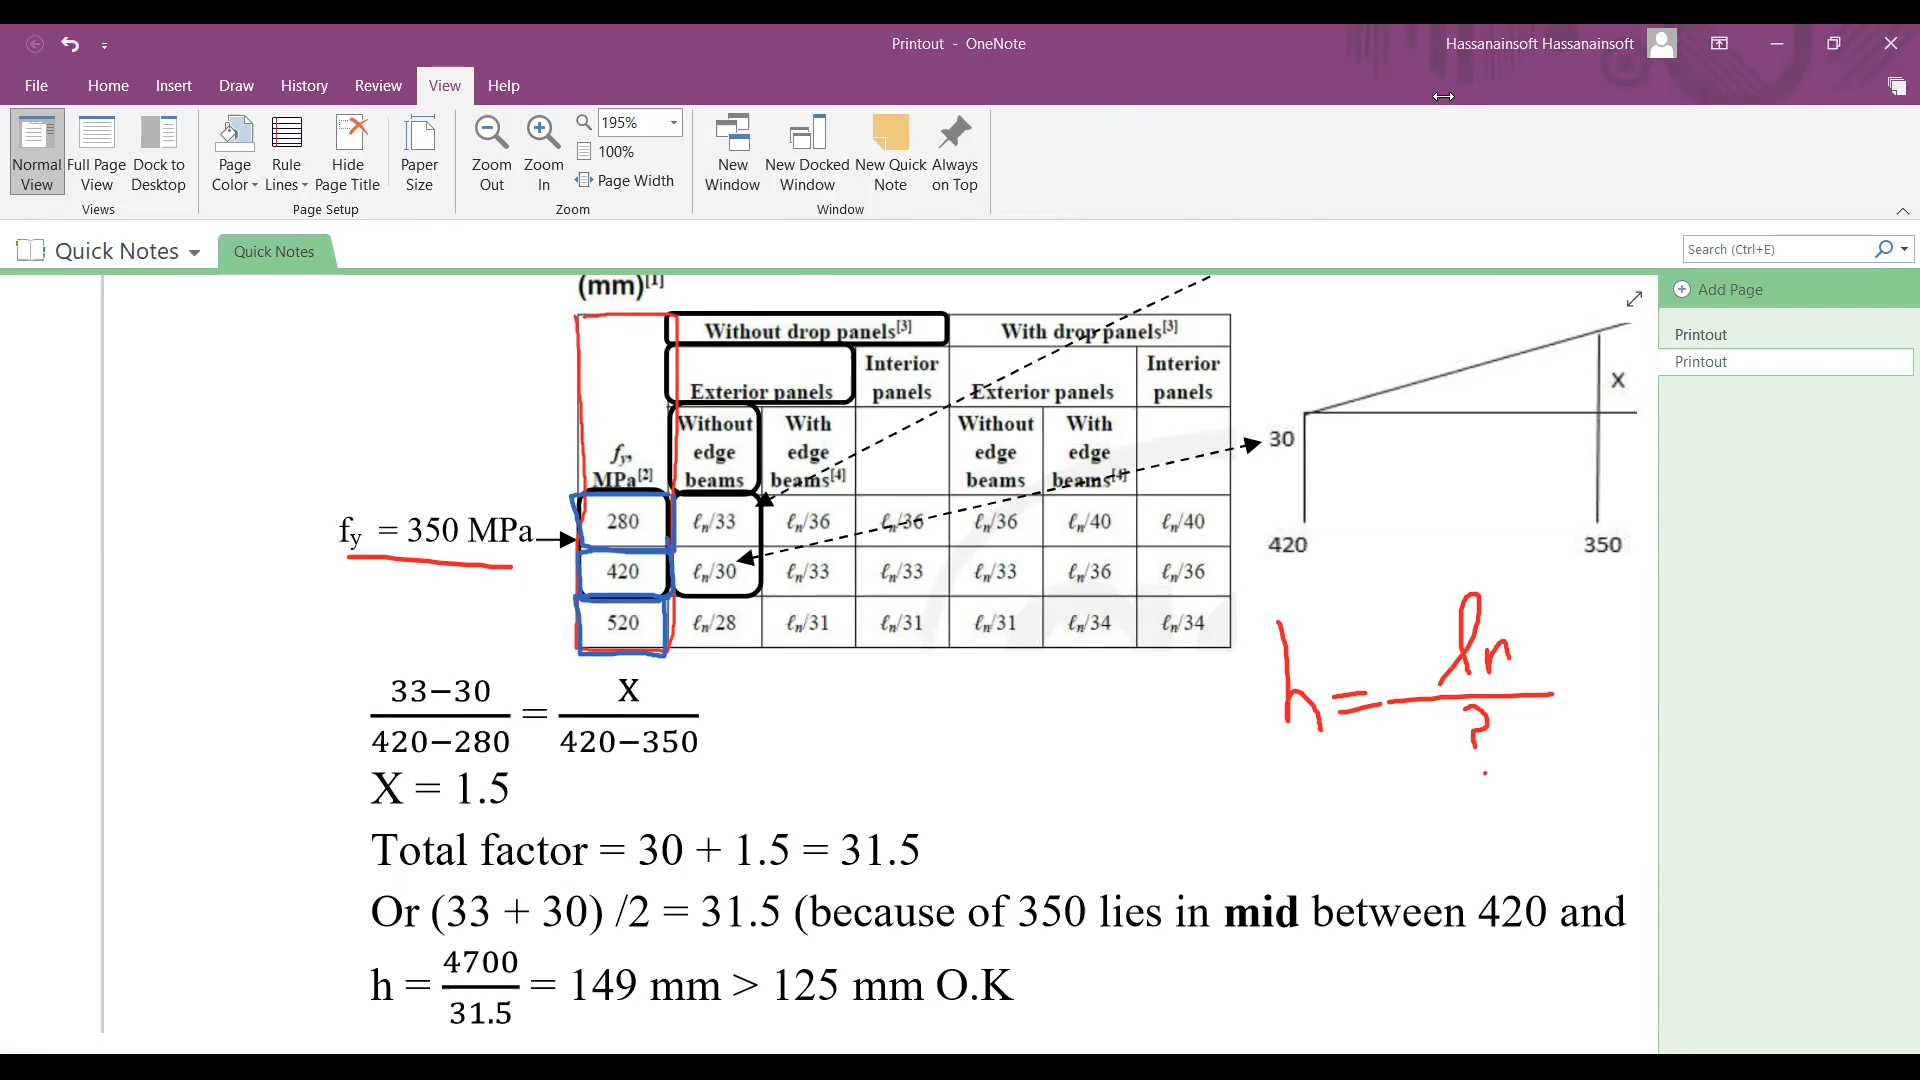 Printout - OneNote
Hassanainsoft Hassanainsoft
File Home Insert Draw History Review View Help
Normal View
Full Page View
Dock to Desktop
Page Color
Rule Lines
Hide Page Title
Paper Size
Zoom Out
Zoom In
195%
100%
Page Width
New Window
New Docked Window
New Quick Note
Always on Top
Views
Page Setup
Zoom
Window
Quick Notes
Quick Notes
Search (Ctrl+E)
Add Page
Printout
Printout
(mm)[1]
Without drop panels[3] With drop panels[3]
Exterior panels Interior panels Exterior panels Interior panels
fy, MPa[2] Without edge beams With edge beams[4] Without edge beams With edge beams[4]
280 ℓn/33 ℓn/36 ℓn/36 ℓn/36 ℓn/40 ℓn/40
420 ℓn/30 ℓn/33 ℓn/33 ℓn/33 ℓn/36 ℓn/36
520 ℓn/28 ℓn/31 ℓn/31 ℓn/31 ℓn/34 ℓn/34
fy = 350 MPa
X
30
420
350
h = ln / ?
33−30 / 420−280 = X / 420−350
X = 1.5
Total factor = 30 + 1.5 = 31.5
Or (33 + 30) /2 = 31.5 (because of 350 lies in mid between 420 and
h = 4700 / 31.5 = 149 mm > 125 mm O.K